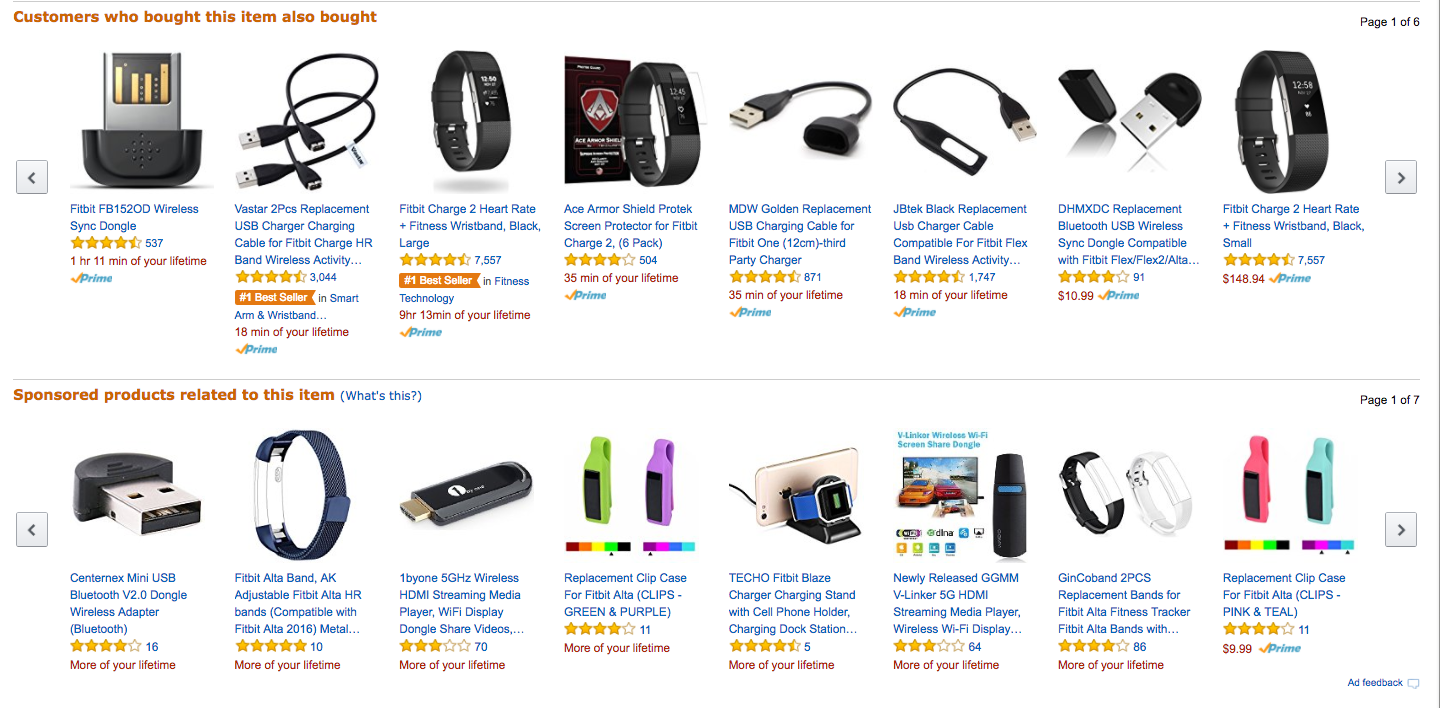 Customers who bought this item also bought
Page 1 of 6
Fitbit FB152OD Wireless
Sync Dongle
537
1 hr 11 min of your lifetime
Prime
Vastar 2Pcs Replacement
USB Charger Charging
Cable for Fitbit Charge HR
Band Wireless Activity…
3,044
#1 Best Seller in Smart
Arm & Wristband…
18 min of your lifetime
Prime
Fitbit Charge 2 Heart Rate
+ Fitness Wristband, Black,
Large
7,557
#1 Best Seller in Fitness
Technology
9hr 13min of your lifetime
Prime
ACE ARMOR SHIELD
12:45
Ace Armor Shield Protek
Screen Protector for Fitbit
Charge 2, (6 Pack)
504
35 min of your lifetime
Prime
MDW Golden Replacement
USB Charging Cable for
Fitbit One (12cm)-third
Party Charger
871
35 min of your lifetime
Prime
JBtek Black Replacement
Usb Charger Cable
Compatible For Fitbit Flex
Band Wireless Activity…
1,747
18 min of your lifetime
Prime
DHMXDC Replacement
Bluetooth USB Wireless
Sync Dongle Compatible
with Fitbit Flex/Flex2/Alta…
91
$10.99 Prime
12:58
Fitbit Charge 2 Heart Rate
+ Fitness Wristband, Black,
Small
7,557
$148.94 Prime
Sponsored products related to this item (What's this?)
Page 1 of 7
Centernex Mini USB
Bluetooth V2.0 Dongle
Wireless Adapter
(Bluetooth)
16
More of your lifetime
Fitbit Alta Band, AK
Adjustable Fitbit Alta HR
bands (Compatible with
Fitbit Alta 2016) Metal…
10
More of your lifetime
1byone 5GHz Wireless
HDMI Streaming Media
Player, WiFi Display
Dongle Share Videos,…
70
More of your lifetime
Replacement Clip Case
For Fitbit Alta (CLIPS -
GREEN & PURPLE)
11
More of your lifetime
TECHO Fitbit Blaze
Charger Charging Stand
with Cell Phone Holder,
Charging Dock Station…
5
More of your lifetime
V-Linker Wireless Wi-Fi
Screen Share Dongle
dlna
Newly Released GGMM
V-Linker 5G HDMI
Streaming Media Player,
Wireless Wi-Fi Display…
64
More of your lifetime
GinCoband 2PCS
Replacement Bands for
Fitbit Alta Fitness Tracker
Fitbit Alta Bands with…
86
More of your lifetime
Replacement Clip Case
For Fitbit Alta (CLIPS -
PINK & TEAL)
11
$9.99 Prime
Ad feedback